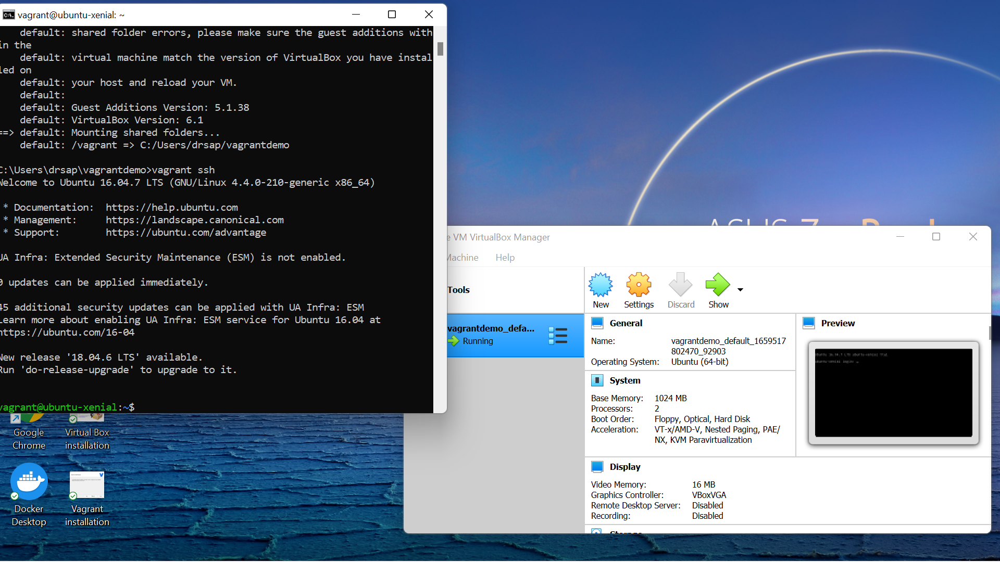 vagrant@ubuntu-xenial: ~
default: shared folder errors, please make sure the guest additions with
in the
default: virtual machine match the version of VirtualBox you have instal
led on
default: your host and reload your VM.
default:
default: Guest Additions Version: 5.1.38
default: VirtualBox Version: 6.1
==> default: Mounting shared folders...
default: /vagrant => C:/Users/drsap/vagrantdemo
C:\Users\drsap\vagrantdemo>vagrant ssh
Welcome to Ubuntu 16.04.7 LTS (GNU/Linux 4.4.0-210-generic x86_64)
* Documentation: https://help.ubuntu.com
* Management: https://landscape.canonical.com
* Support: https://ubuntu.com/advantage
UA Infra: Extended Security Maintenance (ESM) is not enabled.
0 updates can be applied immediately.
45 additional security updates can be applied with UA Infra: ESM
Learn more about enabling UA Infra: ESM service for Ubuntu 16.04 at
https://ubuntu.com/16-04
New release '18.04.6 LTS' available.
Run 'do-release-upgrade' to upgrade to it.
vagrant@ubuntu-xenial:~$
Google
Chrome
Virtual Box
installation
Docker
Desktop
Vagrant
installation
ASUS
e VM VirtualBox Manager
Machine Help
Tools
New Settings Discard Show
vagrantdemo_defa...
Running
General
Name: vagrantdemo_default_1659517
802470_92903
Operating System: Ubuntu (64-bit)
System
Base Memory: 1024 MB
Processors: 2
Boot Order: Floppy, Optical, Hard Disk
Acceleration: VT-x/AMD-V, Nested Paging, PAE/
NX, KVM Paravirtualization
Display
Video Memory: 16 MB
Graphics Controller: VBoxVGA
Remote Desktop Server: Disabled
Recording: Disabled
Storage
Preview